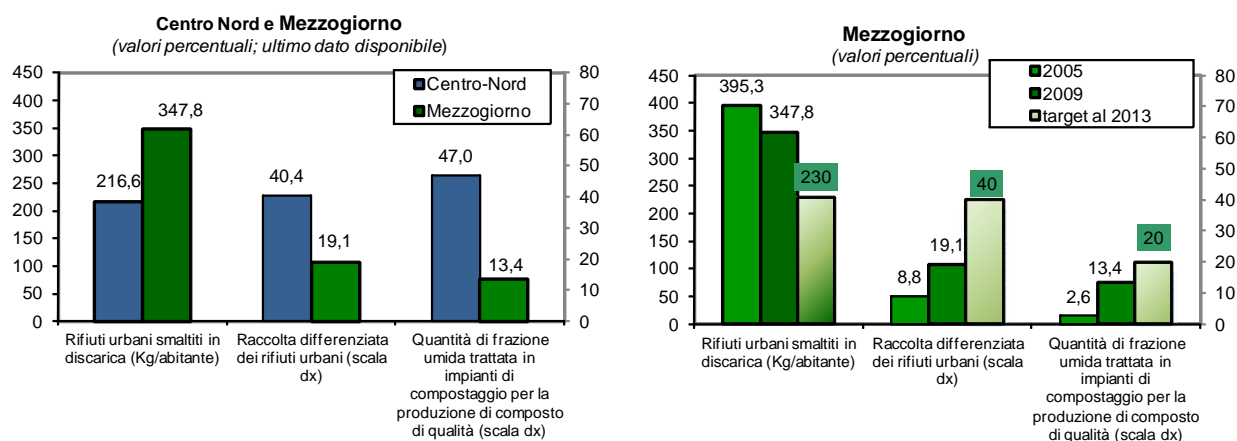 Centro Nord e Mezzogiorno
(valori percentuali; ultimo dato disponibile)
450
400
350
300
250
200
150
100
50
0
80
70
60
50
40
30
20
10
0
Centro-Nord
Mezzogiorno
216,6
347,8
40,4
19,1
47,0
13,4
Rifiuti urbani smaltiti in
discarica (Kg/abitante)
Raccolta differenziata
dei rifiuti urbani (scala
dx)
Quantità di frazione
umida trattata in
impianti di
compostaggio per la
produzione di composto
di qualità (scala dx)
Mezzogiorno
(valori percentuali)
450
400
350
300
250
200
150
100
50
0
80
70
60
50
40
30
20
10
0
2005
2009
target al 2013
395,3
347,8
230
8,8
19,1
40
2,6
13,4
20
Rifiuti urbani smaltiti in
discarica (Kg/abitante)
Raccolta differenziata
dei rifiuti urbani (scala
dx)
Quantità di frazione
umida trattata in
impianti di
compostaggio per la
produzione di composto
di qualità (scala dx)